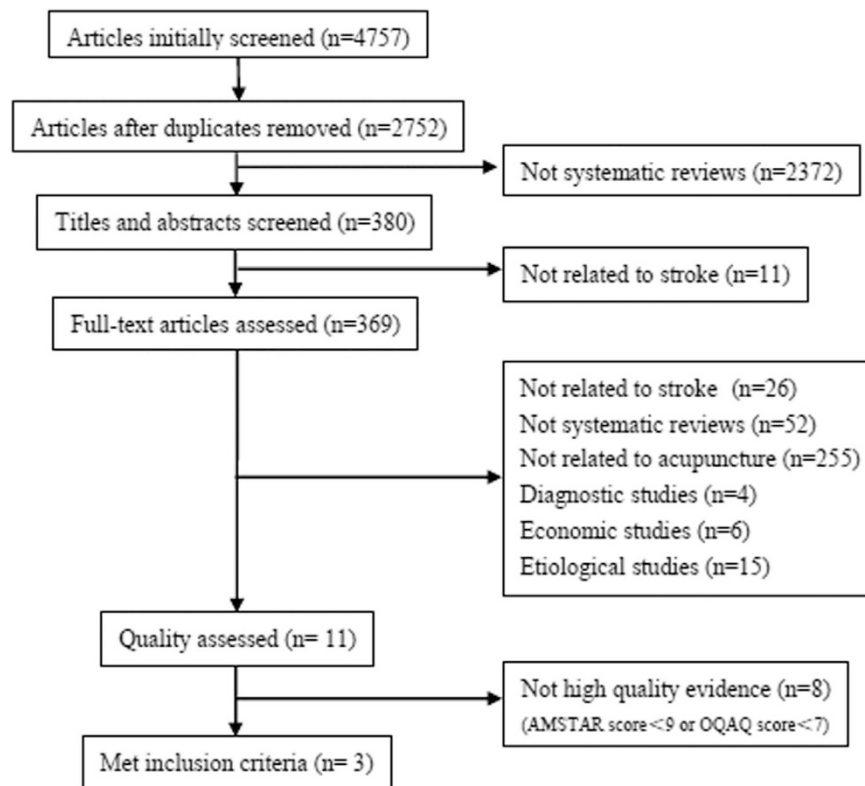 Articles initially screened (n=4757)
Articles after duplicates removed (n=2752)
Not systematic reviews (n=2372)
Titles and abstracts screened (n=380)
Not related to stroke (n=11)
Full-text articles assessed (n=369)
Not related to stroke (n=26)
Not systematic reviews (n=52)
Not related to acupuncture (n=255)
Diagnostic studies (n=4)
Economic studies (n=6)
Etiological studies (n=15)
Quality assessed (n= 11)
Not high quality evidence (n=8)
(AMSTAR score<9 or OQAQ score<7)
Met inclusion criteria (n= 3)